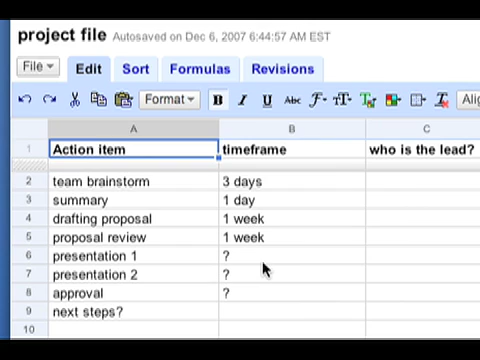 project file Autosaved on Dec 6, 2007 6:44:57 AM EST
File Edit Sort Formulas Revisions
Format B I U Abc F TT T T Ali
A B C
1 Action item timeframe who is the lead?
2 team brainstorm 3 days
3 summary 1 day
4 drafting proposal 1 week
5 proposal review 1 week
6 presentation 1 ?
7 presentation 2 ?
8 approval ?
9 next steps?
10